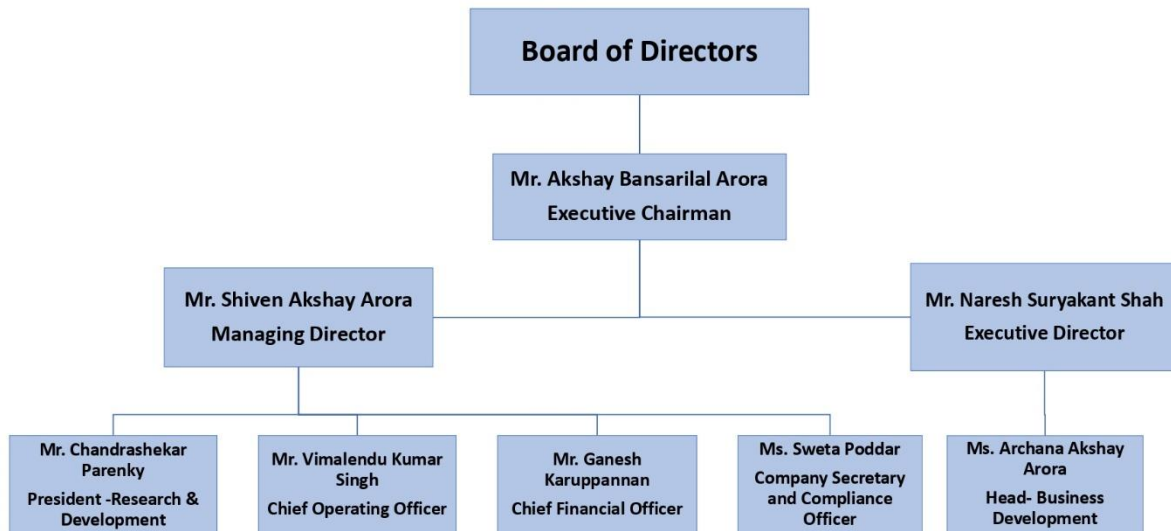 Board of Directors
Mr. Akshay Bansarilal Arora
Executive Chairman
Mr. Shiven Akshay Arora
Managing Director
Mr. Naresh Suryakant Shah
Executive Director
Mr. Chandrashekar
Parenky
President -Research &
Development
Mr. Vimalendu Kumar
Singh
Chief Operating Officer
Mr. Ganesh
Karuppannan
Chief Financial Officer
Ms. Sweta Poddar
Company Secretary
and Compliance
Officer
Ms. Archana Akshay
Arora
Head- Business
Development